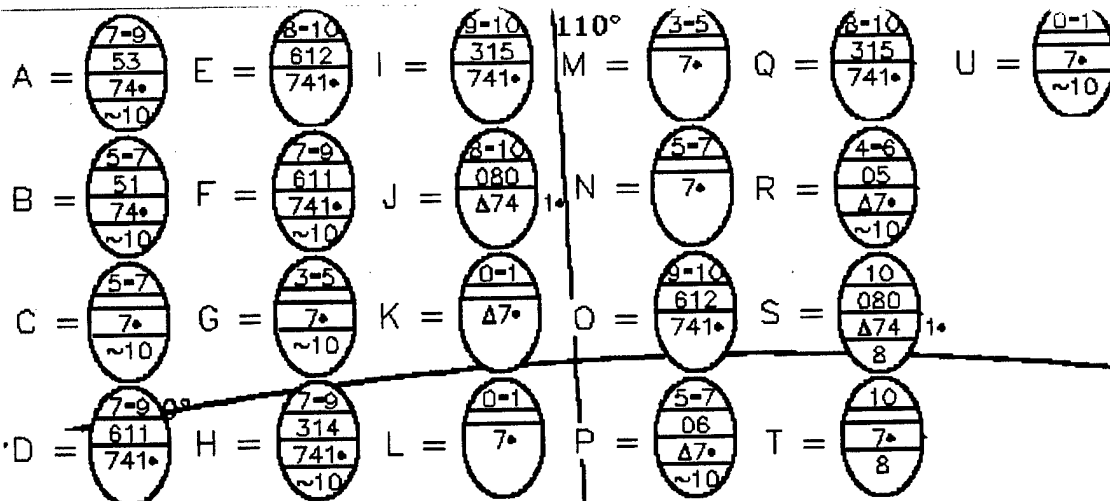 110°
A = 7-9 53 74• ~10
E = 8-10 612 741•
I = 9-10 315 741•
M = 3-5 7•
Q = 8-10 315 741•
U = 0-1 7• ~10
B = 5-7 51 74• ~10
F = 7-9 611 741• ~10
J = 8-10 080 Δ74 1•
N = 5-7 7•
R = 4-6 05 Δ7• ~10
C = 5-7 7• ~10
G = 3-5 7• ~10
K = 0-1 Δ7•
O = 9-10 612 741•
S = 10 080 Δ74 1• 8
0°
D = 7-9 611 741•
H = 7-9 314 741• ~10
L = 0-1 7•
P = 5-7 06 Δ7• ~10
T = 10 7• 8